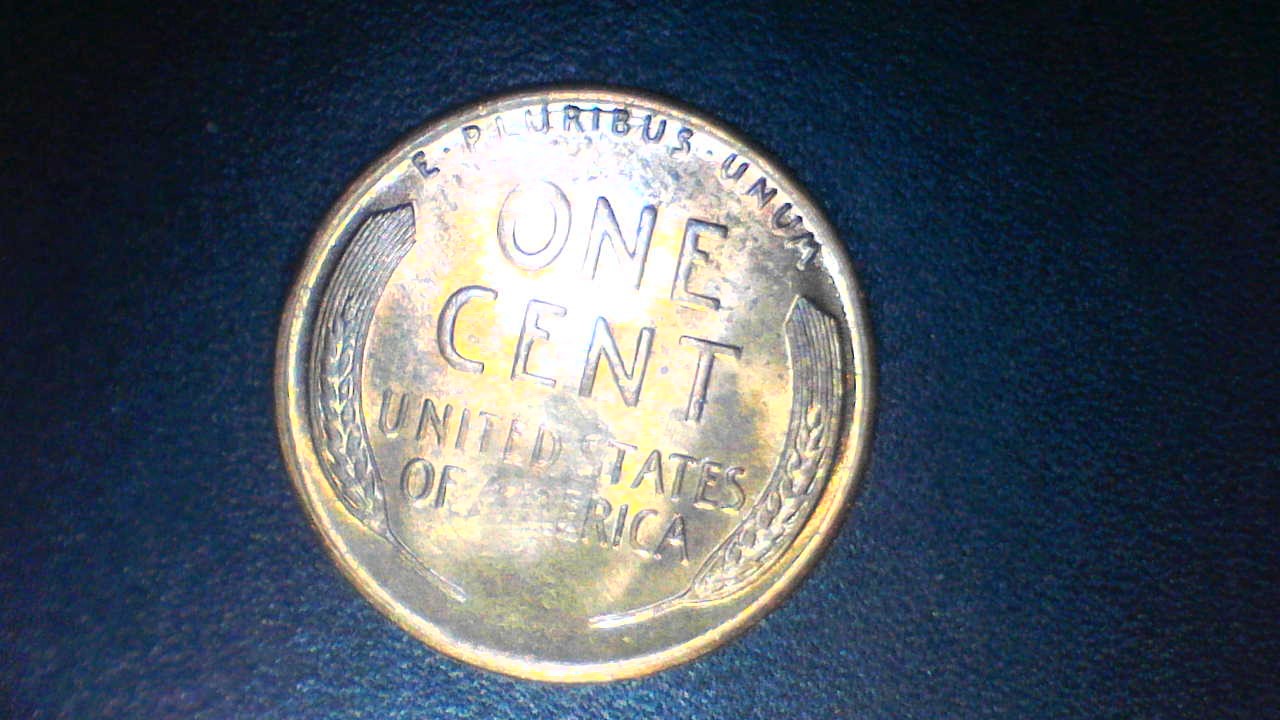 E·PLURIBUS·UNUM
ONE
CENT
UNITED STATES
OF AMERICA